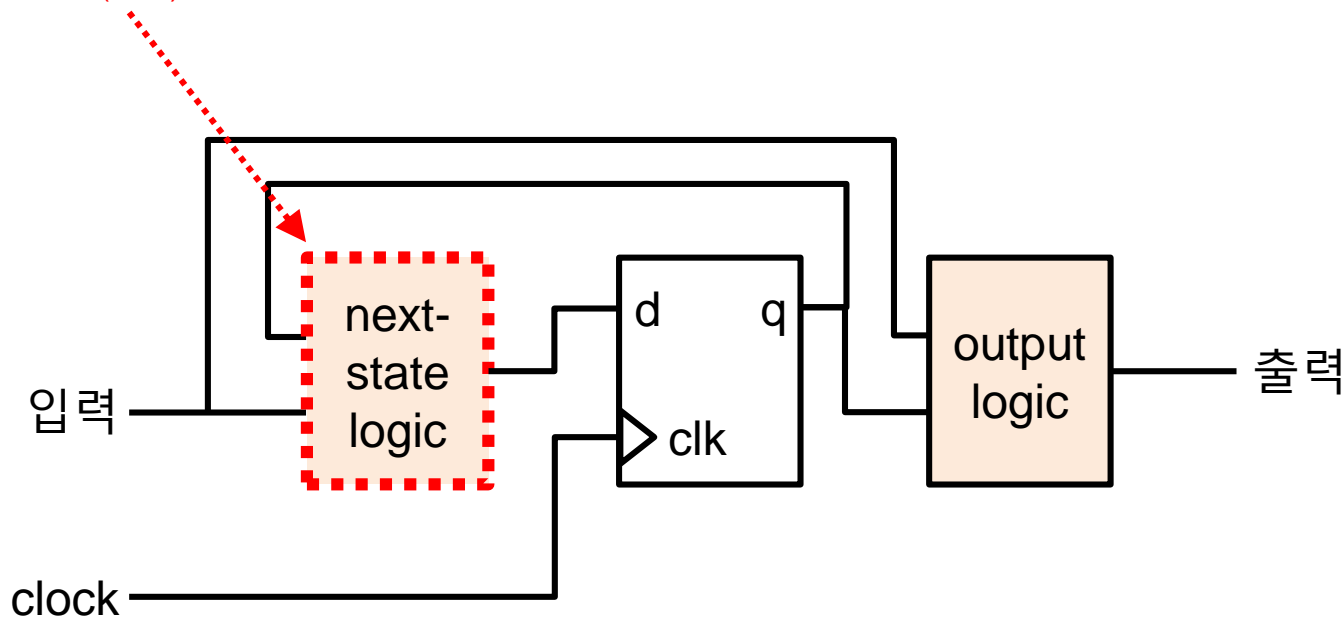 next-
state
logic
d
q
clk
output
logic
입력
출력
clock